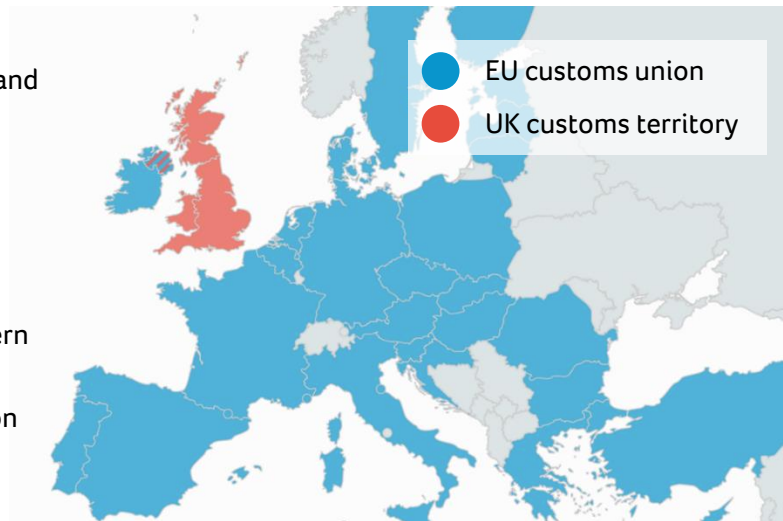 and
EU customs union
UK customs territory
ern
on